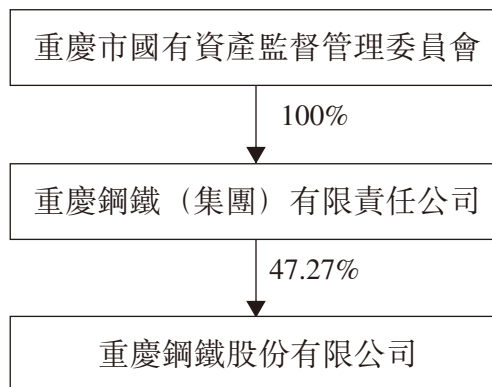 重慶市國有資產監督管理委員會
100%
重慶鋼鐵（集團）有限責任公司
47.27%
重慶鋼鐵股份有限公司